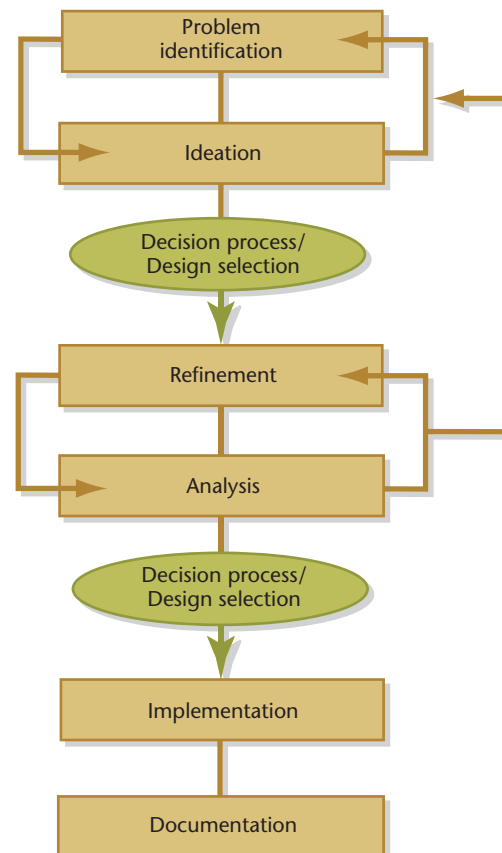 Problem
identification
Ideation
Decision process/
Design selection
Refinement
Analysis
Decision process/
Design selection
Implementation
Documentation